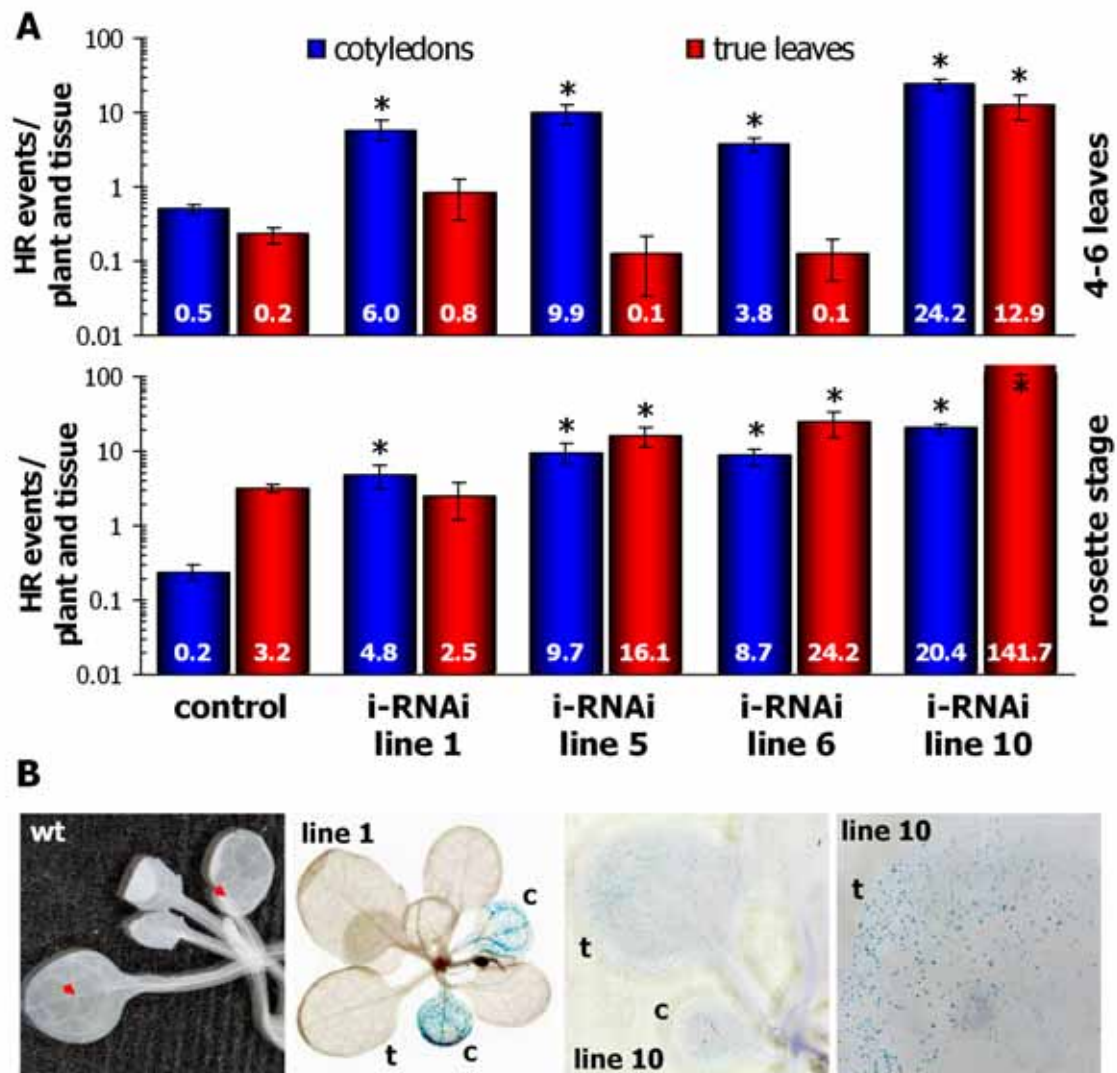 A
cotyledons true leaves
HR events/
plant and tissue
100
10
1
0.1
0.01
* * * * *
0.5 0.2 6.0 0.8 9.9 0.1 3.8 0.1 24.2 12.9
4-6 leaves
HR events/
plant and tissue
100
10
1
0.1
0.01
* * * * * * *
0.2 3.2 4.8 2.5 9.7 16.1 8.7 24.2 20.4 141.7
rosette stage
control i-RNAi i-RNAi i-RNAi i-RNAi
line 1 line 5 line 6 line 10
B
wt
line 1
c
t c
t
c
line 10
line 10
t